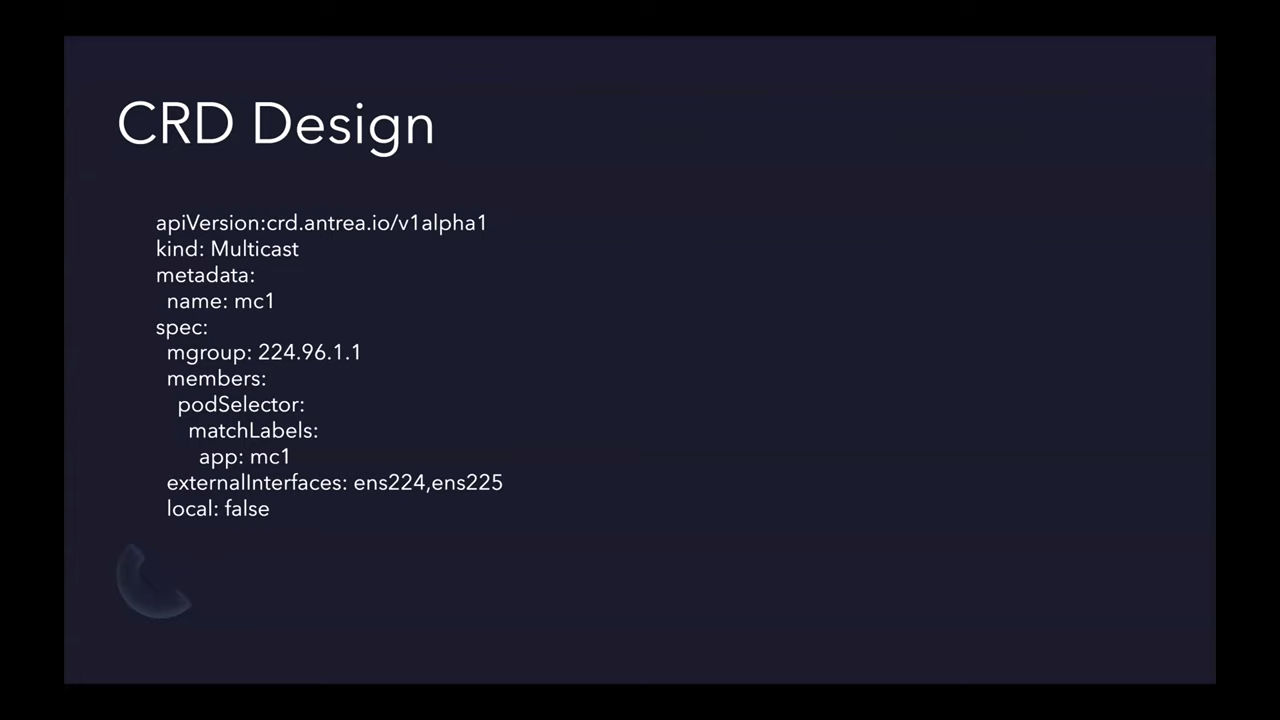 CRD Design
apiVersion:crd.antrea.io/v1alpha1
kind: Multicast
metadata:
  name: mc1
spec:
  mgroup: 224.96.1.1
  members:
    podSelector:
      matchLabels:
        app: mc1
  externalInterfaces: ens224,ens225
  local: false